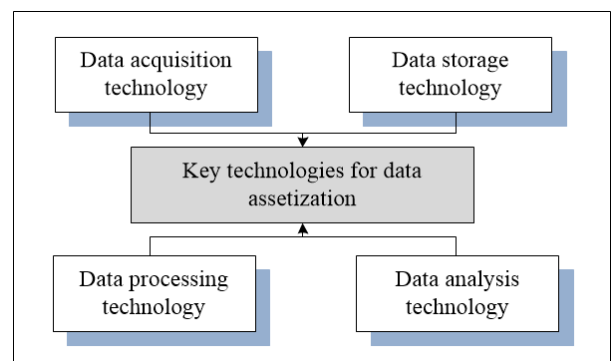 Data acquisition
technology
Data storage
technology
Key technologies for data
assetization
Data processing
technology
Data analysis
technology